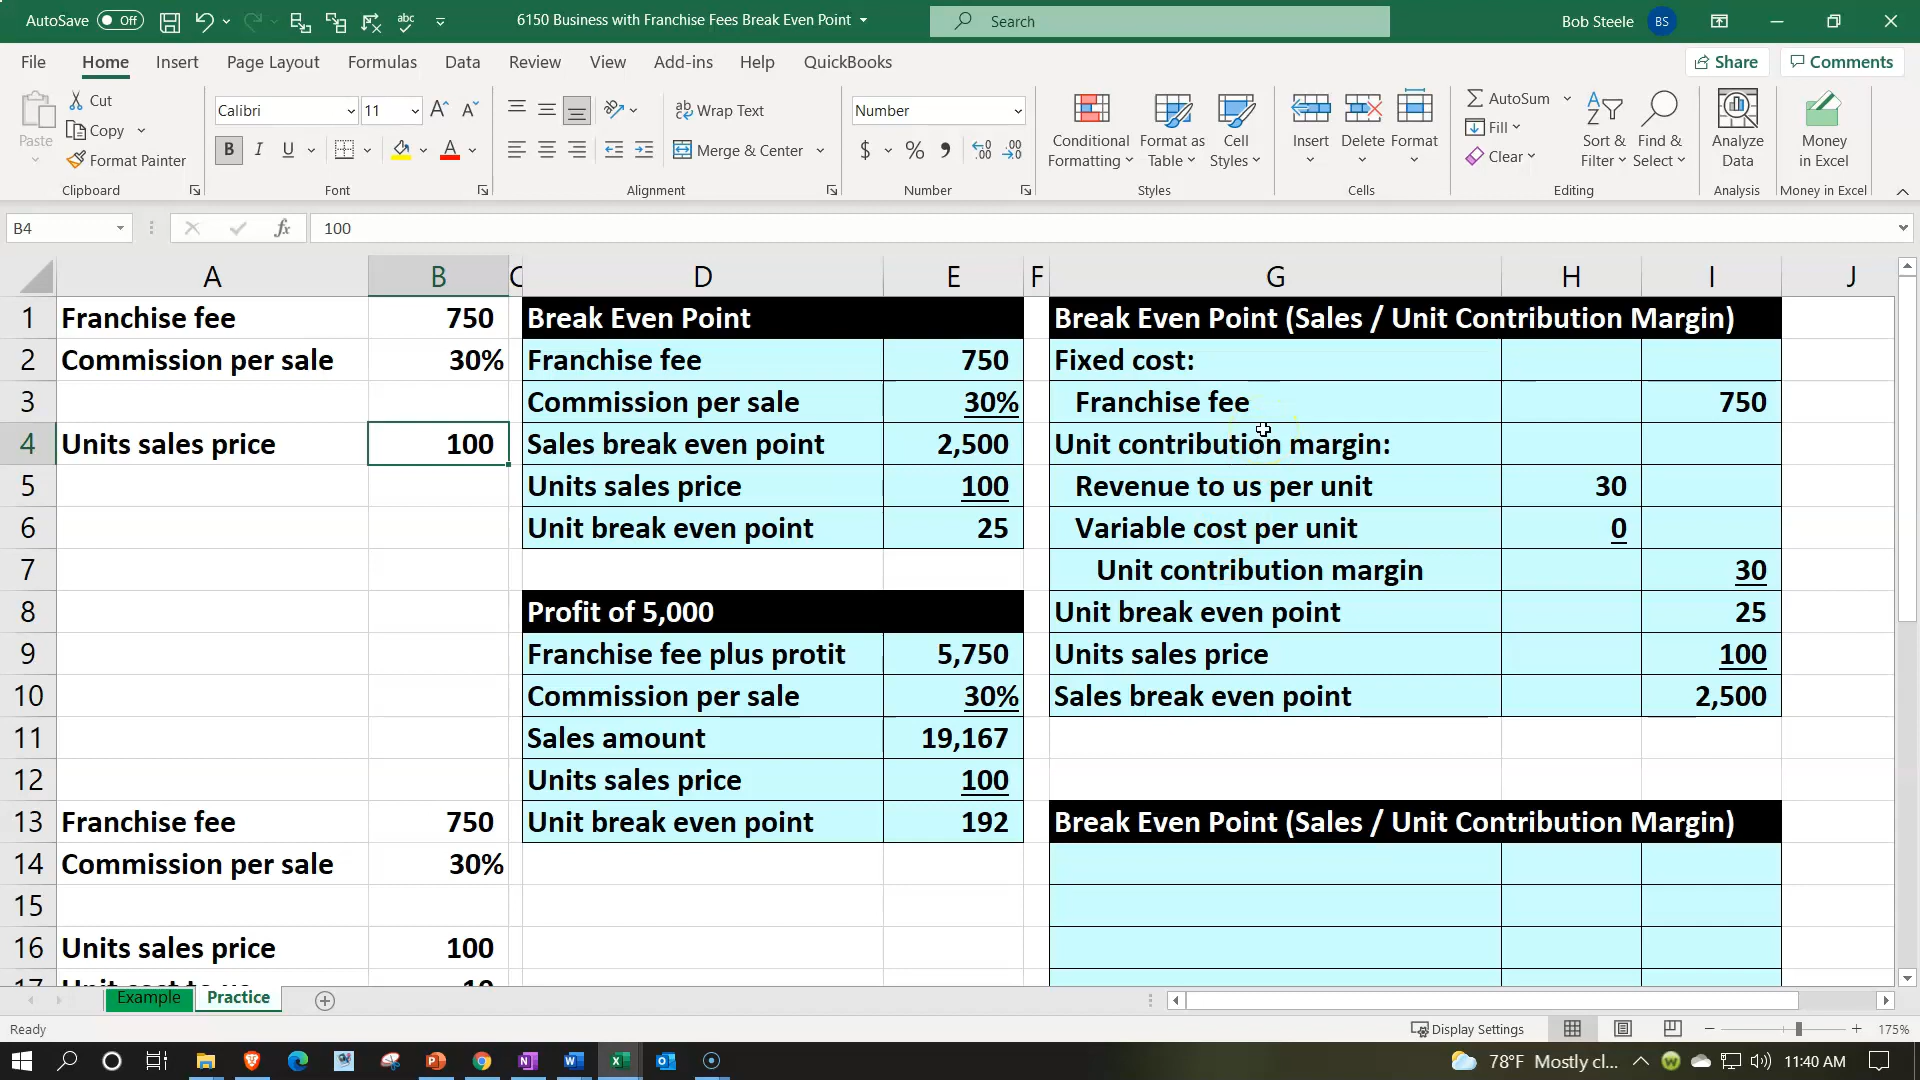 AutoSave Off abc 6150 Business with Franchise Fees Break Even Point Search Bob Steele BS
File Home Insert Page Layout Formulas Data Review View Add-ins Help QuickBooks Share Comments
Paste Cut Copy Format Painter Clipboard
Calibri 11 A A B I U A Font
ab Wrap Text Merge & Center Alignment
Number $ % Number
Conditional Formatting Format as Table Cell Styles Styles
Insert Delete Format Cells
AutoSum Fill Clear Sort & Filter Find & Select Editing
Analyze Data Analysis
Money in Excel Money in Excel
B4 fx 100
A B C D E F G H I J
1 Franchise fee 750 Break Even Point Break Even Point (Sales / Unit Contribution Margin)
2 Commission per sale 30% Franchise fee 750 Fixed cost:
3 Commission per sale 30% Franchise fee 750
4 Units sales price 100 Sales break even point 2,500 Unit contribution margin:
5 Units sales price 100 Revenue to us per unit 30
6 Unit break even point 25 Variable cost per unit 0
7 Unit contribution margin 30
8 Profit of 5,000 Unit break even point 25
9 Franchise fee plus protit 5,750 Units sales price 100
10 Commission per sale 30% Sales break even point 2,500
11 Sales amount 19,167
12 Units sales price 100
13 Franchise fee 750 Unit break even point 192 Break Even Point (Sales / Unit Contribution Margin)
14 Commission per sale 30%
15
16 Units sales price 100
17 Unit cost to us 10
Example Practice
Ready Display Settings 175%
78°F Mostly cl... 11:40 AM